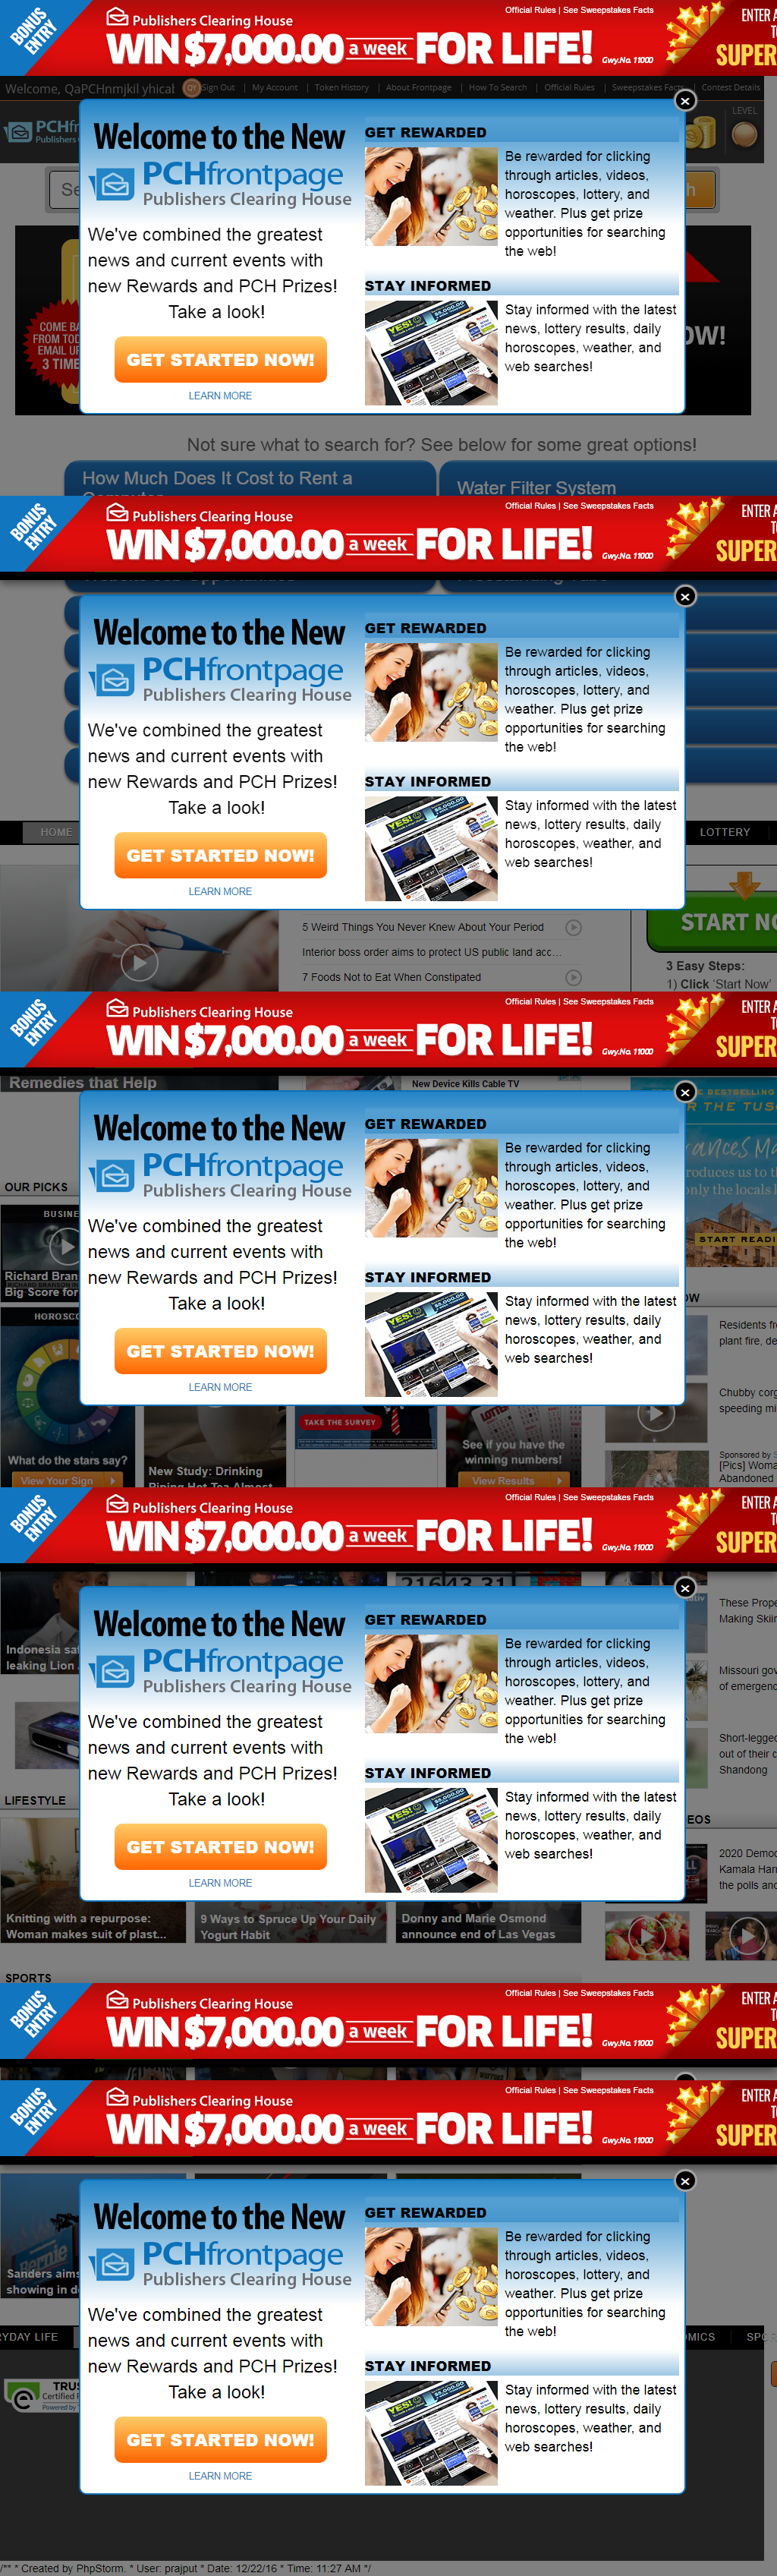 BONUS ENTRY
Official Rules | See Sweepstakes Facts
Publishers Clearing House
WIN $7,000.00 a week FOR LIFE!
Gwy.No. 11000
ENTER
SUPER
Welcome, QaPCHnmjkil yhical
QY
Sign Out | My Account | Token History | About Frontpage | How To Search | Official Rules | Sweepstakes Facts | Contest Details
LEVEL
Welcome to the New
PCHfrontpage
Publishers Clearing House
We've combined the greatest
news and current events with
new Rewards and PCH Prizes!
Take a look!
GET STARTED NOW!
LEARN MORE
GET REWARDED
Be rewarded for clicking
through articles, videos,
horoscopes, lottery, and
weather. Plus get prize
opportunities for searching
the web!
STAY INFORMED
Stay informed with the latest
news, lottery results, daily
horoscopes, weather, and
web searches!
COME BA
FROM TOD
EMAIL UP
3 TIME
OW!
Not sure what to search for? See below for some great options!
How Much Does It Cost to Rent a
Water Filter System
BONUS ENTRY
Official Rules | See Sweepstakes Facts
Publishers Clearing House
WIN $7,000.00 a week FOR LIFE!
Gwy.No. 11000
ENTER
SUPER
Welcome to the New
PCHfrontpage
Publishers Clearing House
We've combined the greatest
news and current events with
new Rewards and PCH Prizes!
Take a look!
GET STARTED NOW!
LEARN MORE
GET REWARDED
Be rewarded for clicking
through articles, videos,
horoscopes, lottery, and
weather. Plus get prize
opportunities for searching
the web!
STAY INFORMED
Stay informed with the latest
news, lottery results, daily
horoscopes, weather, and
web searches!
HOME
LOTTERY
5 Weird Things You Never Knew About Your Period
Interior boss order aims to protect US public land acc...
7 Foods Not to Eat When Constipated
START NO
3 Easy Steps:
1) Click 'Start Now'
BONUS ENTRY
Official Rules | See Sweepstakes Facts
Publishers Clearing House
WIN $7,000.00 a week FOR LIFE!
Gwy.No. 11000
ENTER
SUPER
Remedies that Help
New Device Kills Cable TV
BESTSELLING
R THE TUS
rances Ma
roduces us to t
only the locals
START READI
Welcome to the New
PCHfrontpage
Publishers Clearing House
We've combined the greatest
news and current events with
new Rewards and PCH Prizes!
Take a look!
GET STARTED NOW!
LEARN MORE
GET REWARDED
Be rewarded for clicking
through articles, videos,
horoscopes, lottery, and
weather. Plus get prize
opportunities for searching
the web!
STAY INFORMED
Stay informed with the latest
news, lottery results, daily
horoscopes, weather, and
web searches!
OUR PICKS
BUSINE
Richard Bran
Big Score for
HOROSC
What do the stars say?
View Your Sign
New Study: Drinking
Piping Hot Tea Almost
TAKE THE SURVEY
See if you have the
winning numbers!
View Results
OW
Residents fr
plant fire, de
Chubby corg
speeding mi
Sponsored by
[Pics] Woma
Abandoned
BONUS ENTRY
Official Rules | See Sweepstakes Facts
Publishers Clearing House
WIN $7,000.00 a week FOR LIFE!
Gwy.No. 11000
ENTER
SUPER
Welcome to the New
PCHfrontpage
Publishers Clearing House
We've combined the greatest
news and current events with
new Rewards and PCH Prizes!
Take a look!
GET STARTED NOW!
LEARN MORE
GET REWARDED
Be rewarded for clicking
through articles, videos,
horoscopes, lottery, and
weather. Plus get prize
opportunities for searching
the web!
STAY INFORMED
Stay informed with the latest
news, lottery results, daily
horoscopes, weather, and
web searches!
Indonesia saf
leaking Lion
These Prope
Making Skiin
Missouri gov
of emergenc
Short-legged
out of their c
Shandong
LIFESTYLE
EOS
2020 Democ
Kamala Harr
the polls and
Knitting with a repurpose:
Woman makes suit of plast...
9 Ways to Spruce Up Your Daily
Yogurt Habit
Donny and Marie Osmond
announce end of Las Vegas
SPORTS
BONUS ENTRY
Official Rules | See Sweepstakes Facts
Publishers Clearing House
WIN $7,000.00 a week FOR LIFE!
Gwy.No. 11000
ENTER
SUPER
BONUS ENTRY
Official Rules | See Sweepstakes Facts
Publishers Clearing House
WIN $7,000.00 a week FOR LIFE!
Gwy.No. 11000
ENTER
SUPER
Welcome to the New
PCHfrontpage
Publishers Clearing House
We've combined the greatest
news and current events with
new Rewards and PCH Prizes!
Take a look!
GET STARTED NOW!
LEARN MORE
GET REWARDED
Be rewarded for clicking
through articles, videos,
horoscopes, lottery, and
weather. Plus get prize
opportunities for searching
the web!
STAY INFORMED
Stay informed with the latest
news, lottery results, daily
horoscopes, weather, and
web searches!
Bernie
Sanders aims
showing in de
RYDAY LIFE
OMICS
SPO
TRUS
Certified P
Powered by
/** * Created by PhpStorm. * User: prajput * Date: 12/22/16 * Time: 11:27 AM */